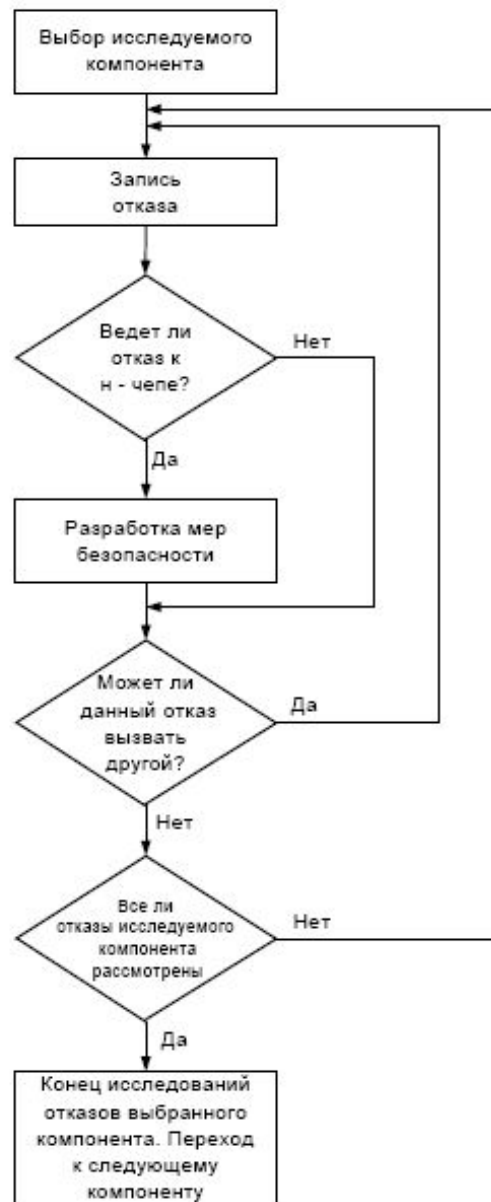 Выбор исследуемого
компонента
Запись
отказа
Ведет ли
отказ к
н - чепе?
Нет
Да
Разработка мер
безопасности
Может ли
данный отказ
вызвать
другой?
Да
Нет
Все ли
отказы исследуемого
компонента
рассмотрены
Нет
Да
Конец исследований
отказов выбранного
компонента. Переход
к следующему
компоненту